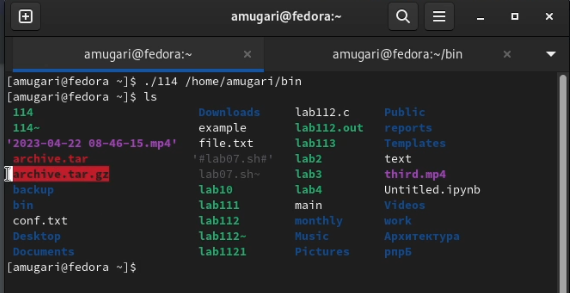 amugari@fedora:~
amugari@fedora:~ × amugari@fedora:~/bin ×
[amugari@fedora ~]$ ./114 /home/amugari/bin
[amugari@fedora ~]$ ls
114 Downloads lab112.c Public
114~ example lab112.out reports
'2023-04-22 08-46-15.mp4' file.txt lab113 Templates
archive.tar '#lab07.sh#' lab2 text
archive.tar.gz lab07.sh~ lab3 third.mp4
backup lab10 lab4 Untitled.ipynb
bin lab111 main Videos
conf.txt lab112 monthly work
Desktop lab112~ Music Архитектура
Documents lab1121 Pictures рпрБ
[amugari@fedora ~]$